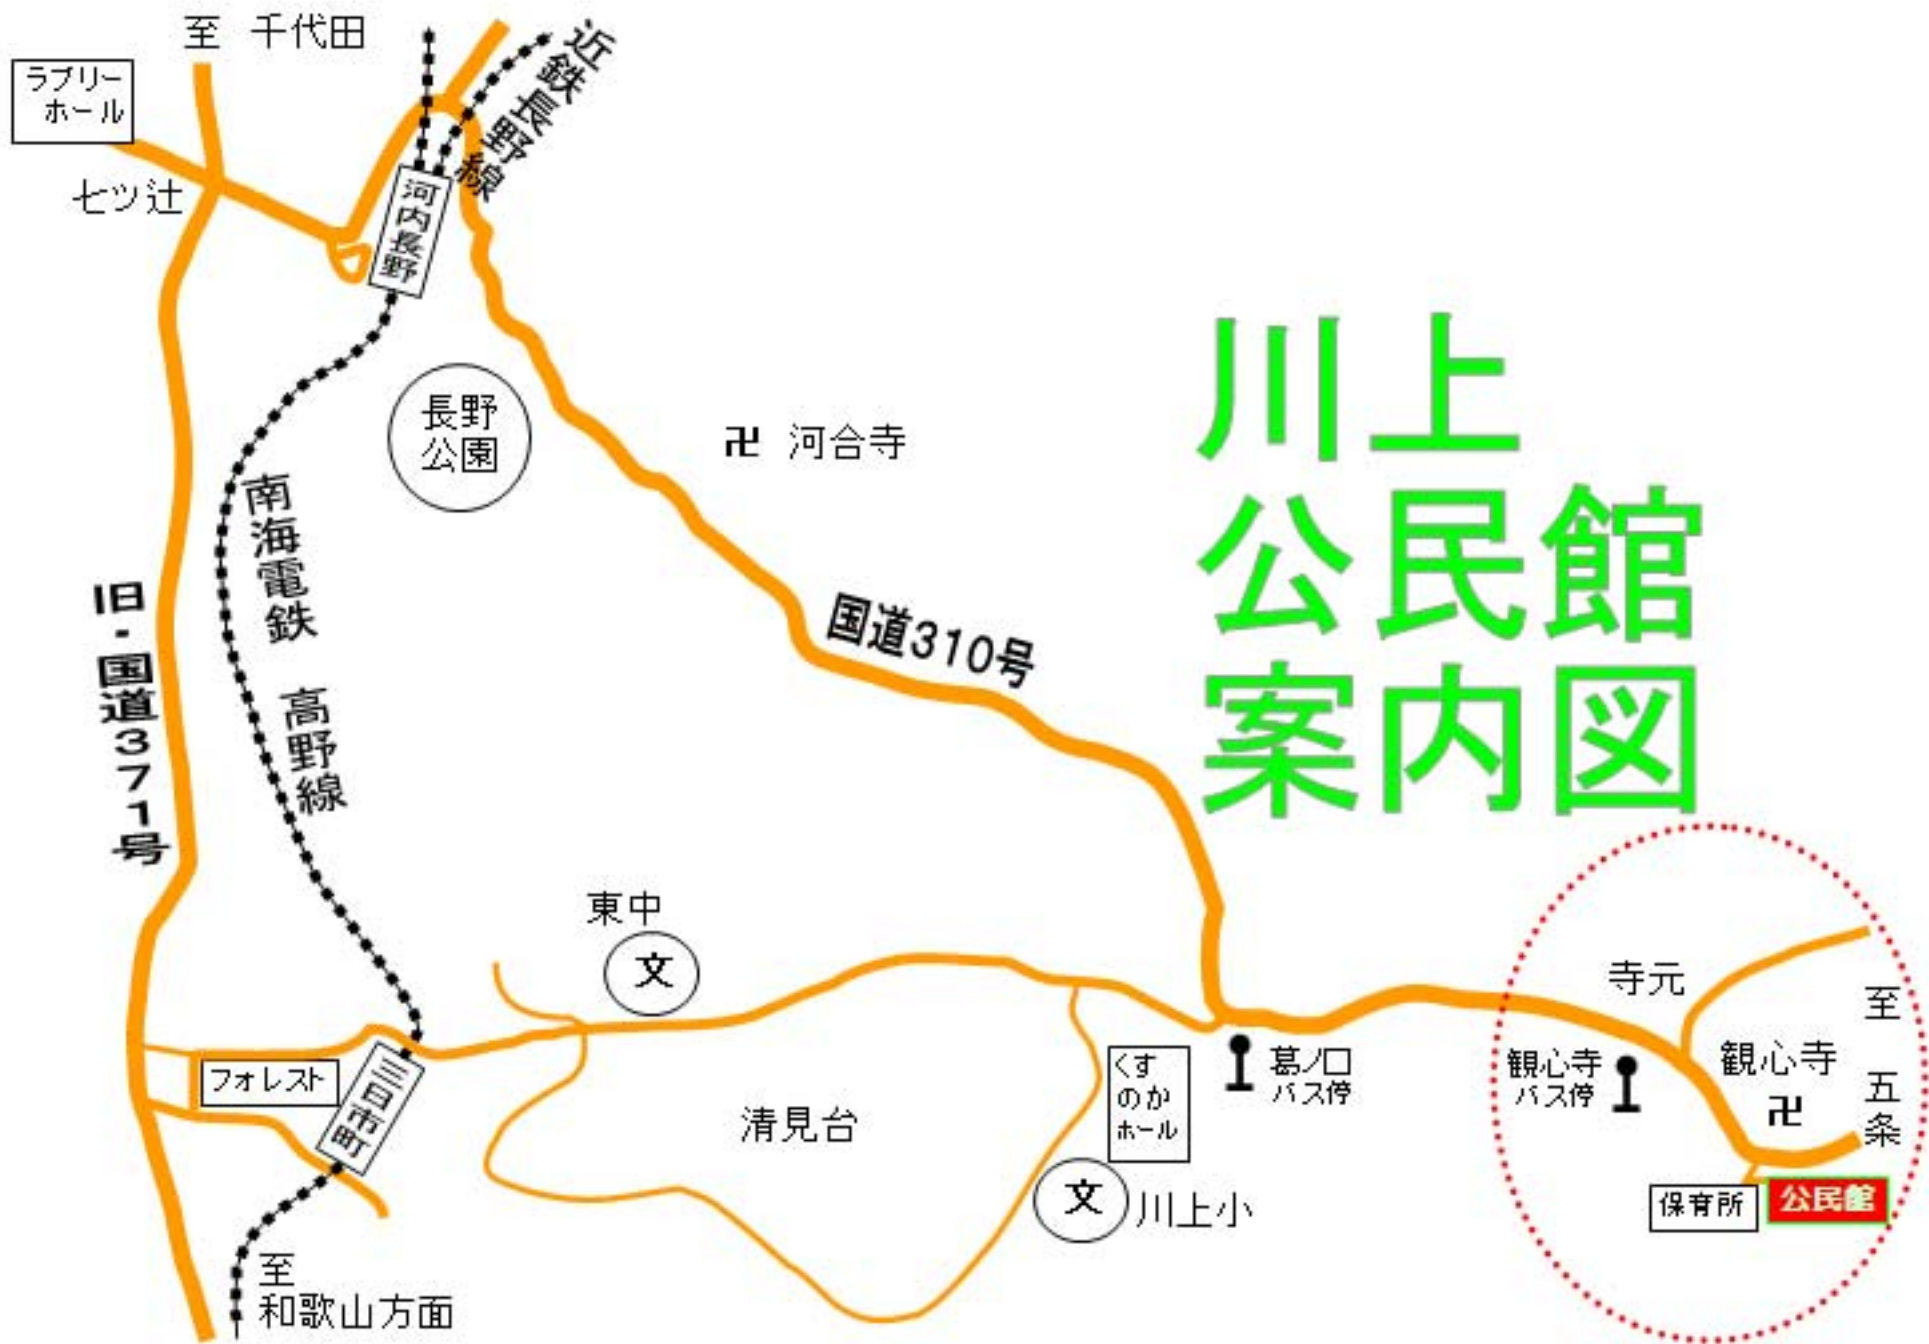 至 千代田
ラブリー
ホール
七ツ辻
近鉄長野線
河内長野
長野
公園
卍 河合寺
川上
公民館
案内図
南海電鉄 高野線
旧・国道371号
国道310号
東中
文
フォレスト
三日市町
清見台
くす
のか
ホール
文 川上小
葛ノ口
バス停
観心寺
バス停
寺元
観心寺
卍
至 五条
保育所
公民館
至
和歌山方面